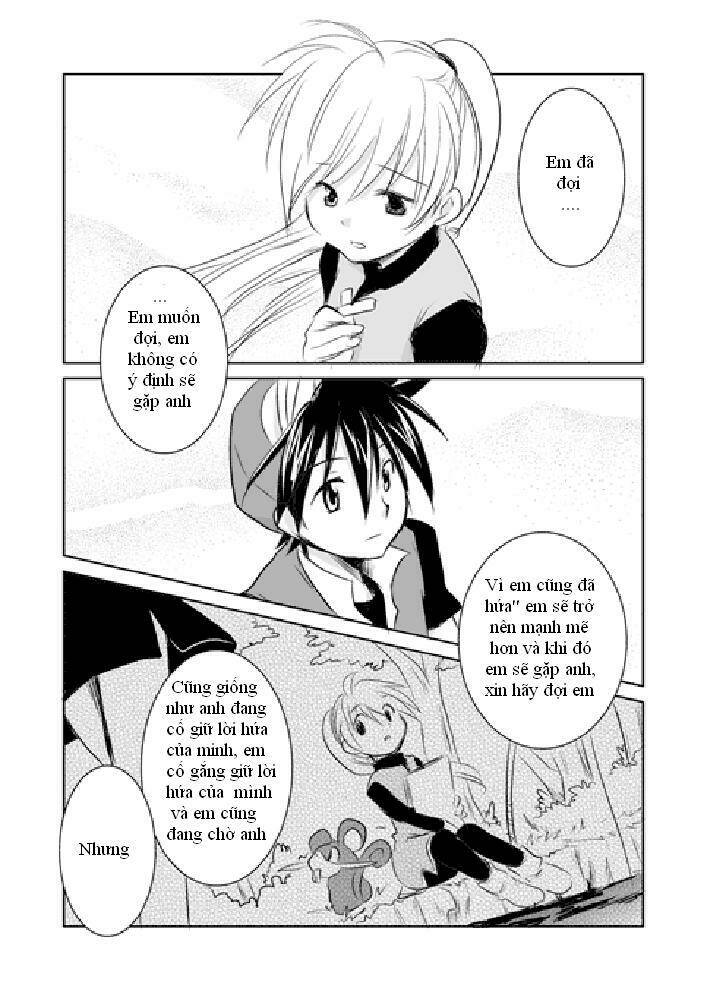 Em đã
đợi
....
...
Em muốn
đợi, em
không có
ý định sẽ
gặp anh
Vì em cũng đã
hứa" em sẽ trở
nên mạnh mẽ
hơn và khi đó
em sẽ gặp anh,
xin hãy đợi em
Cũng giống
như anh đang
cố giữ lời hứa
của mình, em
cố gắng giữ lời
hứa của mình
và em cũng
đang chờ anh
Nhưng